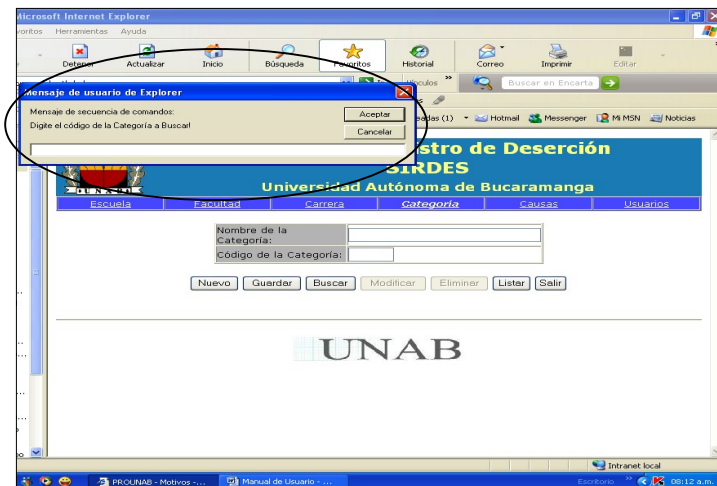 Microsoft Internet Explorer
Herramientas Ayuda
Detener Actualizar Inicio Búsqueda Favoritos Historial Correo Imprimir Editar
Vínculos » Buscar en Encarta
Mensaje de usuario de Explorer
Mensaje de secuencia de comandos:
Digite el código de la Categoría a Buscar!
Aceptar
Cancelar
(1) Hotmail Messenger Mi MSN Noticias
de Deserción
SIRDES
Universidad Autónoma de Bucaramanga
UNAB
Escuela Facultad Carrera Categoria Causas Usuarios
Nombre de la
Categoría:
Código de la Categoría:
Nuevo Guardar Buscar Modificar Eliminar Listar Salir
UNAB
Intranet local
PROUNAB - Motivos -... Manual de Usuario - ... Escritorio » 08:12 a.m.